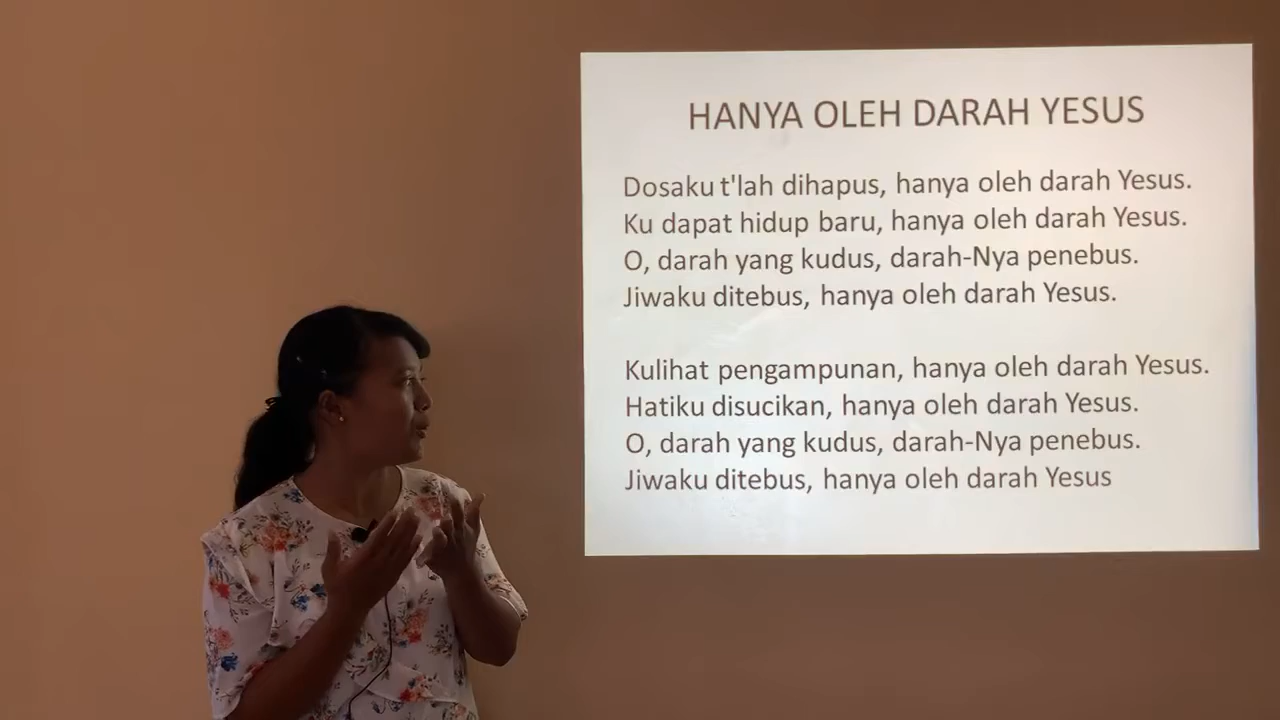 HANYA OLEH DARAH YESUS
Dosaku t'lah dihapus, hanya oleh darah Yesus.
Ku dapat hidup baru, hanya oleh darah Yesus.
O, darah yang kudus, darah-Nya penebus.
Jiwaku ditebus, hanya oleh darah Yesus.
Kulihat pengampunan, hanya oleh darah Yesus.
Hatiku disucikan, hanya oleh darah Yesus.
O, darah yang kudus, darah-Nya penebus.
Jiwaku ditebus, hanya oleh darah Yesus